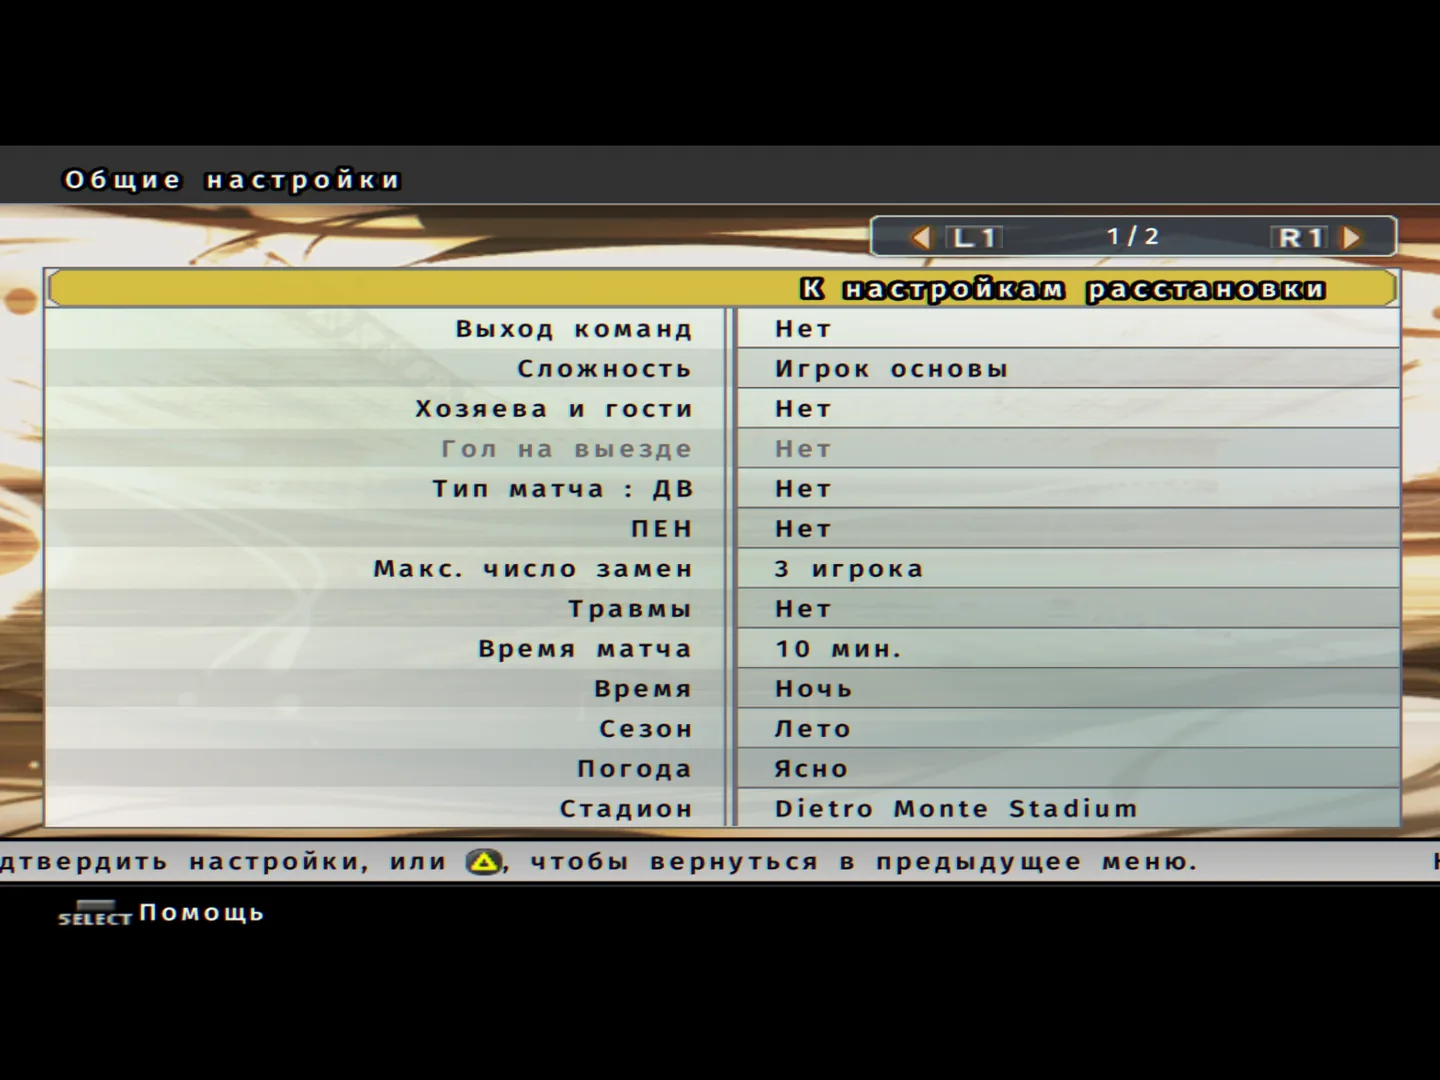 Общие настройки
L1 1/2 R1
К настройкам расстановки
Выход команд Нет
Сложность Игрок основы
Хозяева и гости Нет
Гол на выезде Нет
Тип матча : ДВ Нет
ПЕН Нет
Макс. число замен 3 игрока
Травмы Нет
Время матча 10 мин.
Время Ночь
Сезон Лето
Погода Ясно
Стадион Dietro Monte Stadium
дтвердить настройки, или , чтобы вернуться в предыдущее меню.
SELECT Помощь